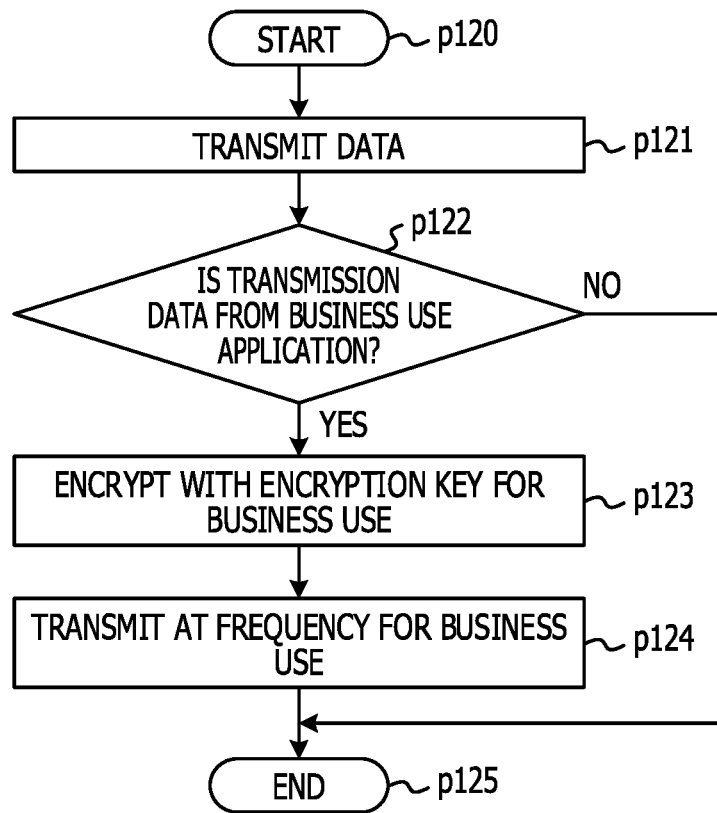 START
p120
TRANSMIT DATA
p121
p122
IS TRANSMISSION
DATA FROM BUSINESS USE
APPLICATION?
NO
YES
ENCRYPT WITH ENCRYPTION KEY FOR
BUSINESS USE
p123
TRANSMIT AT FREQUENCY FOR BUSINESS
USE
p124
END
p125